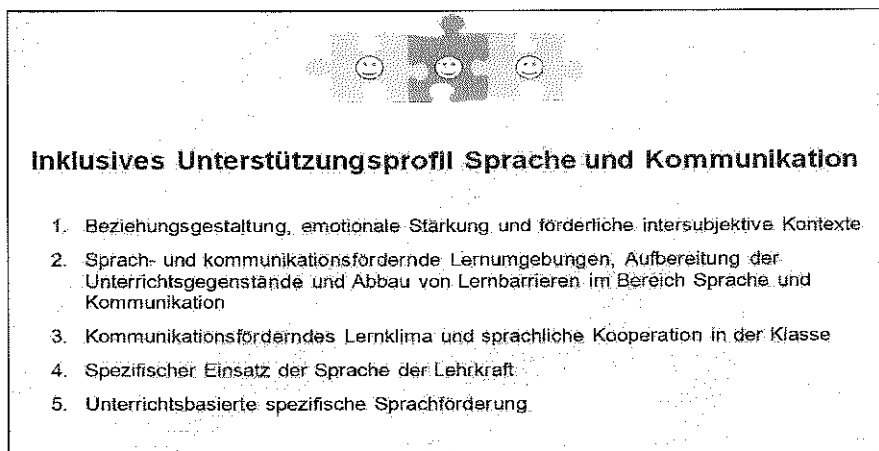 Inklusives Unterstützungsprofil Sprache und Kommunikation
1. Beziehungsgestaltung, emotionale Stärkung und förderliche intersubjektive Kontexte
2. Sprach- und kommunikationsfördernde Lernumgebungen, Aufbereitung der
Unterrichtsgegenstände und Abbau von Lernbarrieren im Bereich Sprache und
Kommunikation
3. Kommunikationsförderndes Lernklima und sprachliche Kooperation in der Klasse
4. Spezifischer Einsatz der Sprache der Lehrkraft
5. Unterrichtsbasierte spezifische Sprachförderung